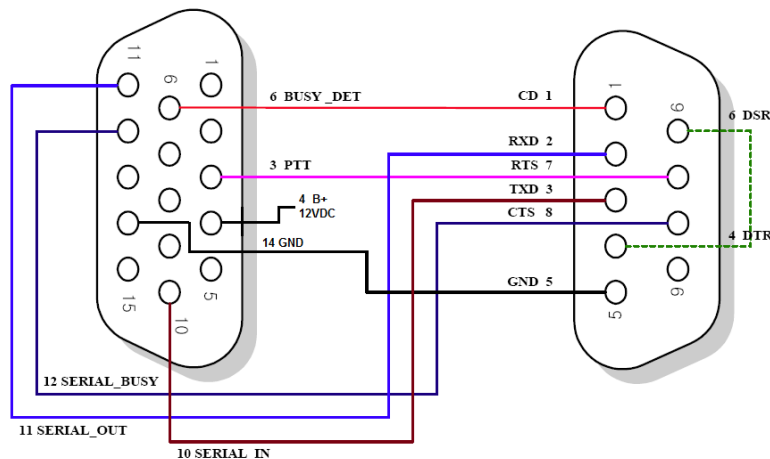 11
6
1
6 BUSY_DET
CD 1
1
6
6 DSR
RXD 2
3 PTT
RTS 7
TXD 3
4 B+
12VDC
CTS 8
14 GND
4 DTR
GND 5
15
10
5
5
9
12 SERIAL_BUSY
11 SERIAL_OUT
10 SERIAL_IN